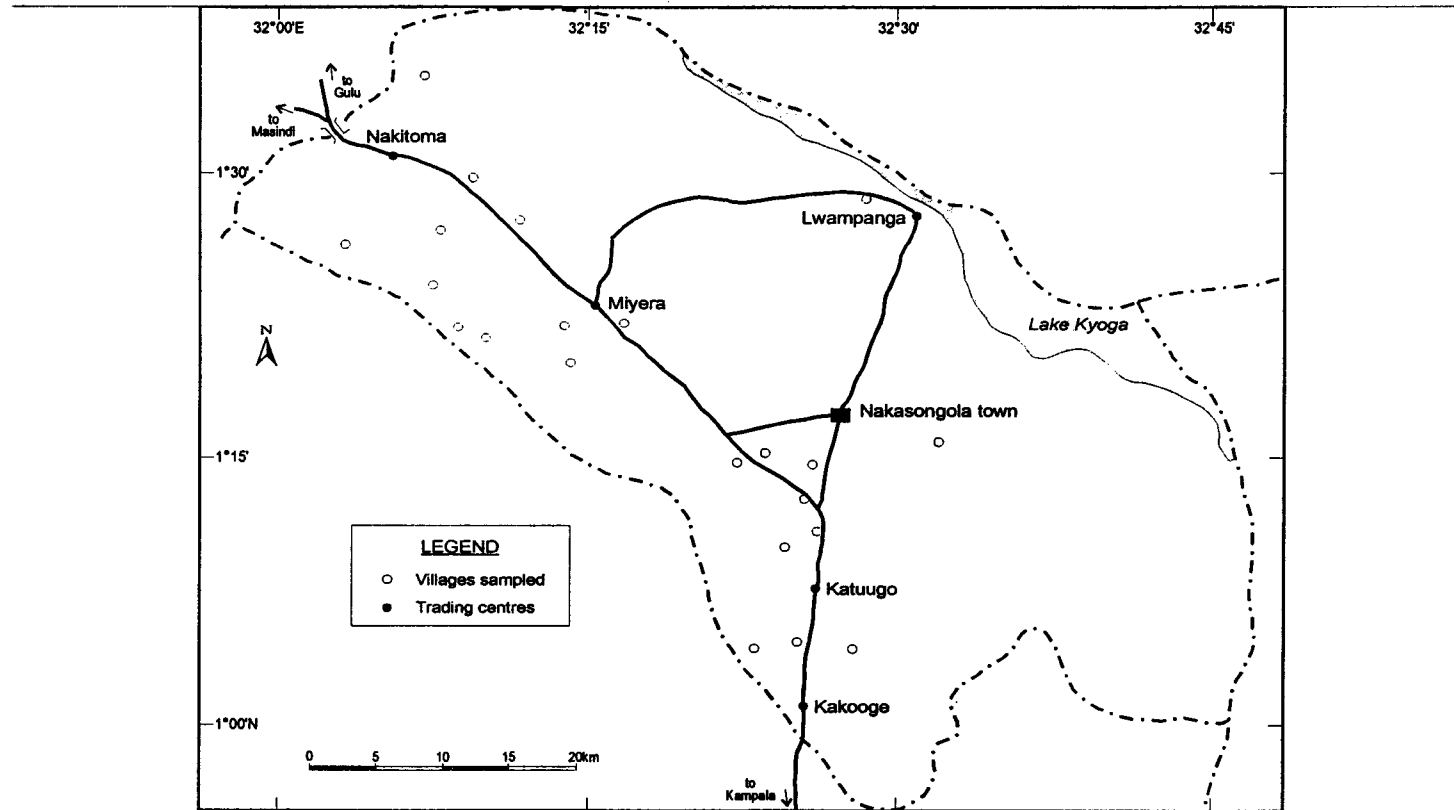 32°00'E
32°15'
32°30'
32°45'
to
Gulu
to
Masindi
Nakitoma
1°30'
Lwampanga
Miyera
Lake Kyoga
N
Nakasongola town
1°15'
LEGEND
Villages sampled
Trading centres
Katuugo
Kakooge
1°00'N
0 5 10 15 20km
to
Kampala